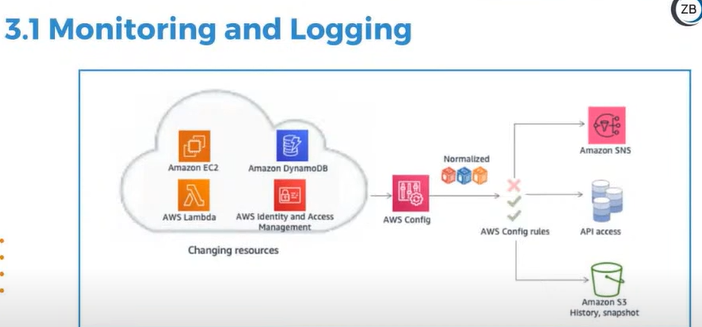 ZB
3.1 Monitoring and Logging
Amazon EC2
Amazon DynamoDB
AWS Lambda
AWS Identity and Access
Management
Changing resources
AWS Config
Normalized
AWS Config rules
Amazon SNS
API access
Amazon S3
History, snapshot